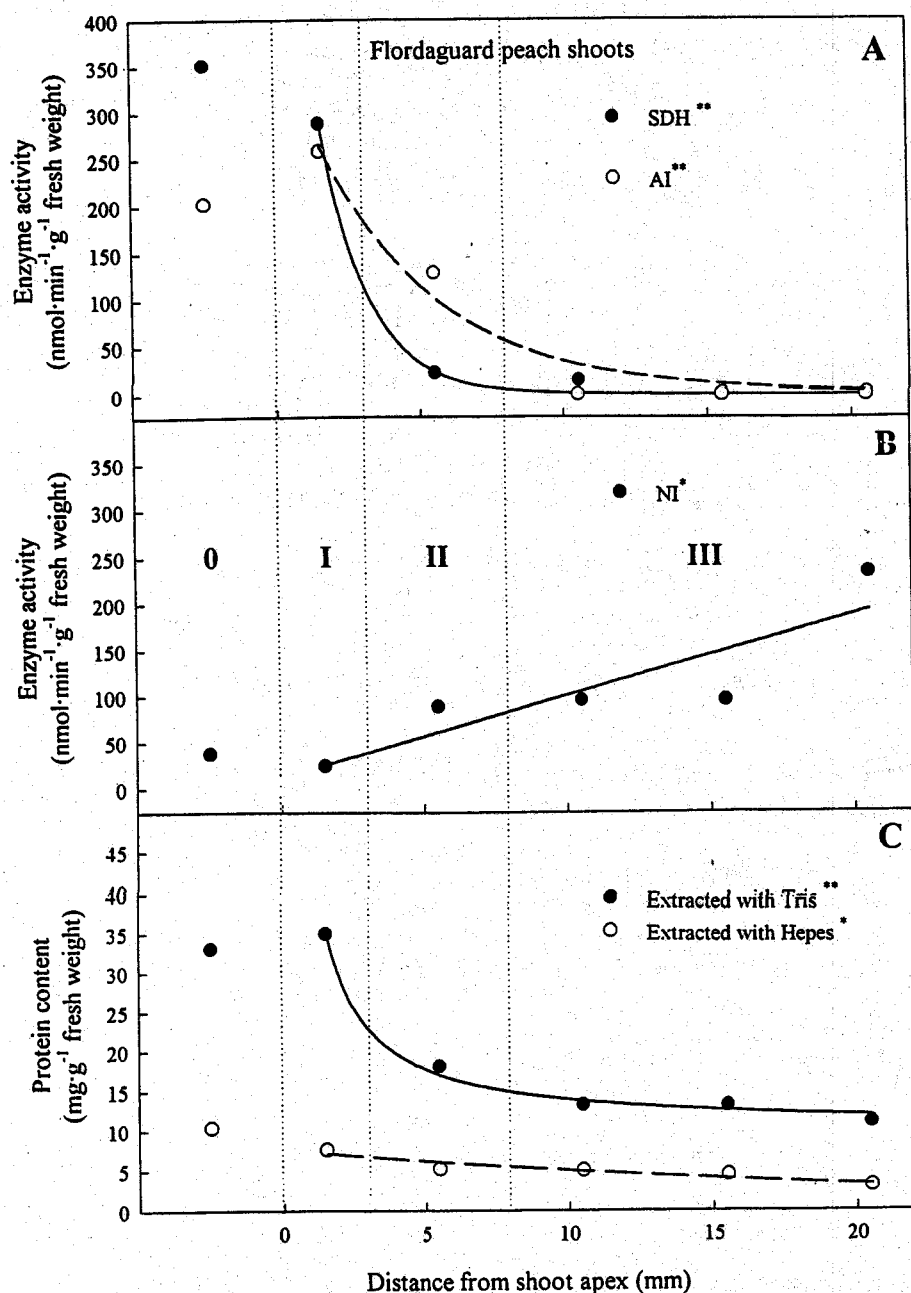 Flordaguard peach shoots
A
SDH**
AI**
Enzyme activity
(nmol·min⁻¹·g⁻¹ fresh weight)
400
350
300
250
200
150
100
50
0
B
NI*
0
I
II
III
Enzyme activity
(nmol·min⁻¹·g⁻¹ fresh weight)
350
300
250
200
150
100
50
0
C
Extracted with Tris**
Extracted with Hepes*
Protein content
(mg·g⁻¹ fresh weight)
45
40
35
30
25
20
15
10
5
0
0 5 10 15 20
Distance from shoot apex (mm)